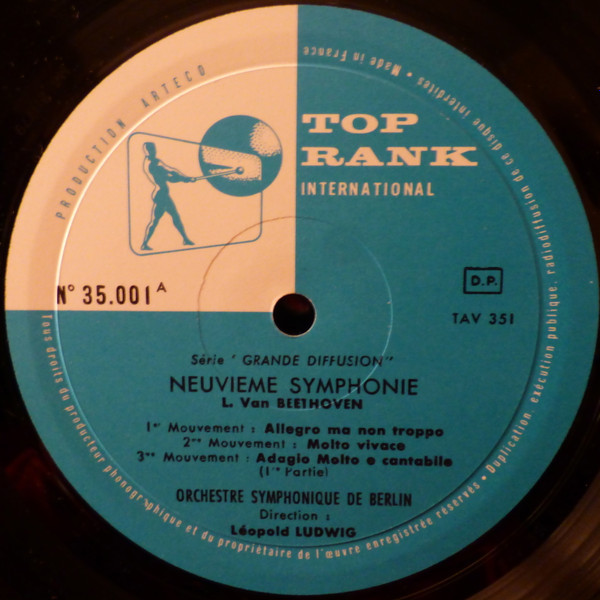 PRODUCTION ARTECO
TOP
RANK
INTERNATIONAL
N° 35.001 A
D.P.
TAV 351
Série ' GRANDE DIFFUSION"
NEUVIEME SYMPHONIE
L. Van BEETHOVEN
1er Mouvement : Allegro ma non troppo
2me Mouvement : Molto vivace
3me Mouvement : Adagio Molto e cantabile
(1re Partie)
ORCHESTRE SYMPHONIQUE DE BERLIN
Direction :
Léopold LUDWIG
Tous droits du producteur phonographique et du propriétaire de l'œuvre enregistrée réservés • Duplication, exécution publique, radiodiffusion de ce disque interdites • Made in France